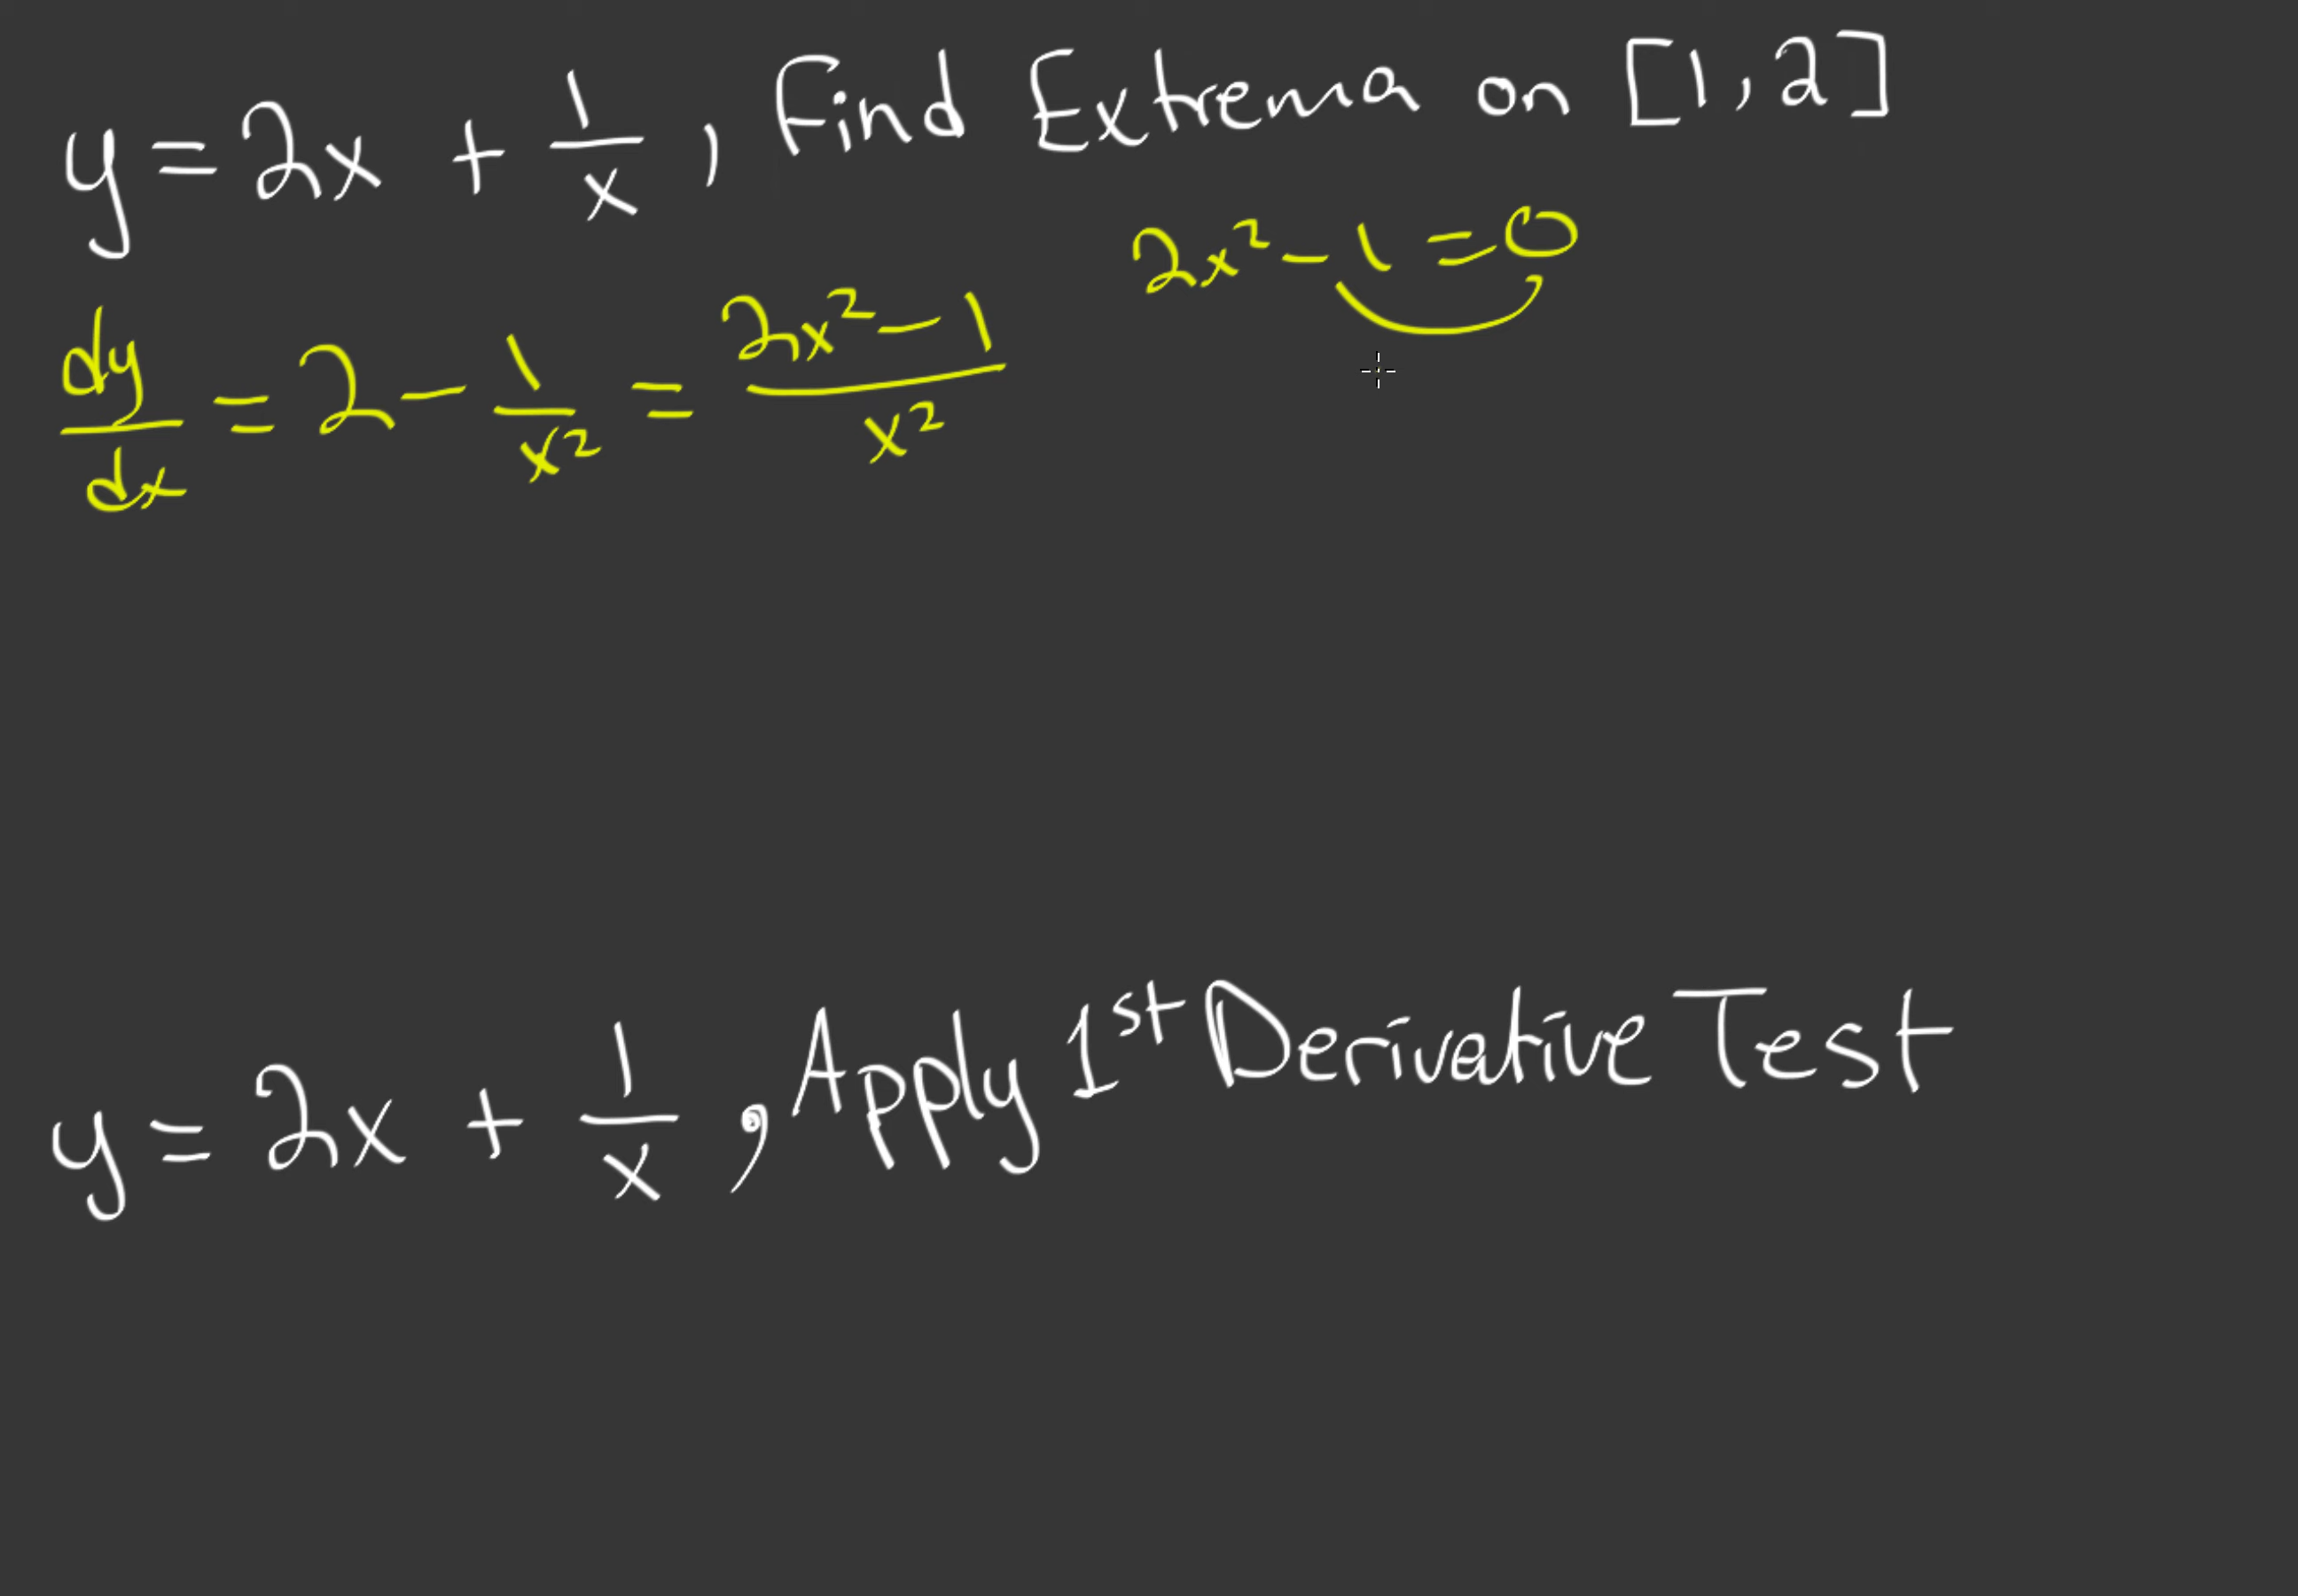 y = 2x + 1/x, Find Extrema on [1, 2]
2x² - 1 = 0
dy/dx = 2 - 1/x² = (2x² - 1)/x²
y = 2x + 1/x, Apply 1st Derivative Test